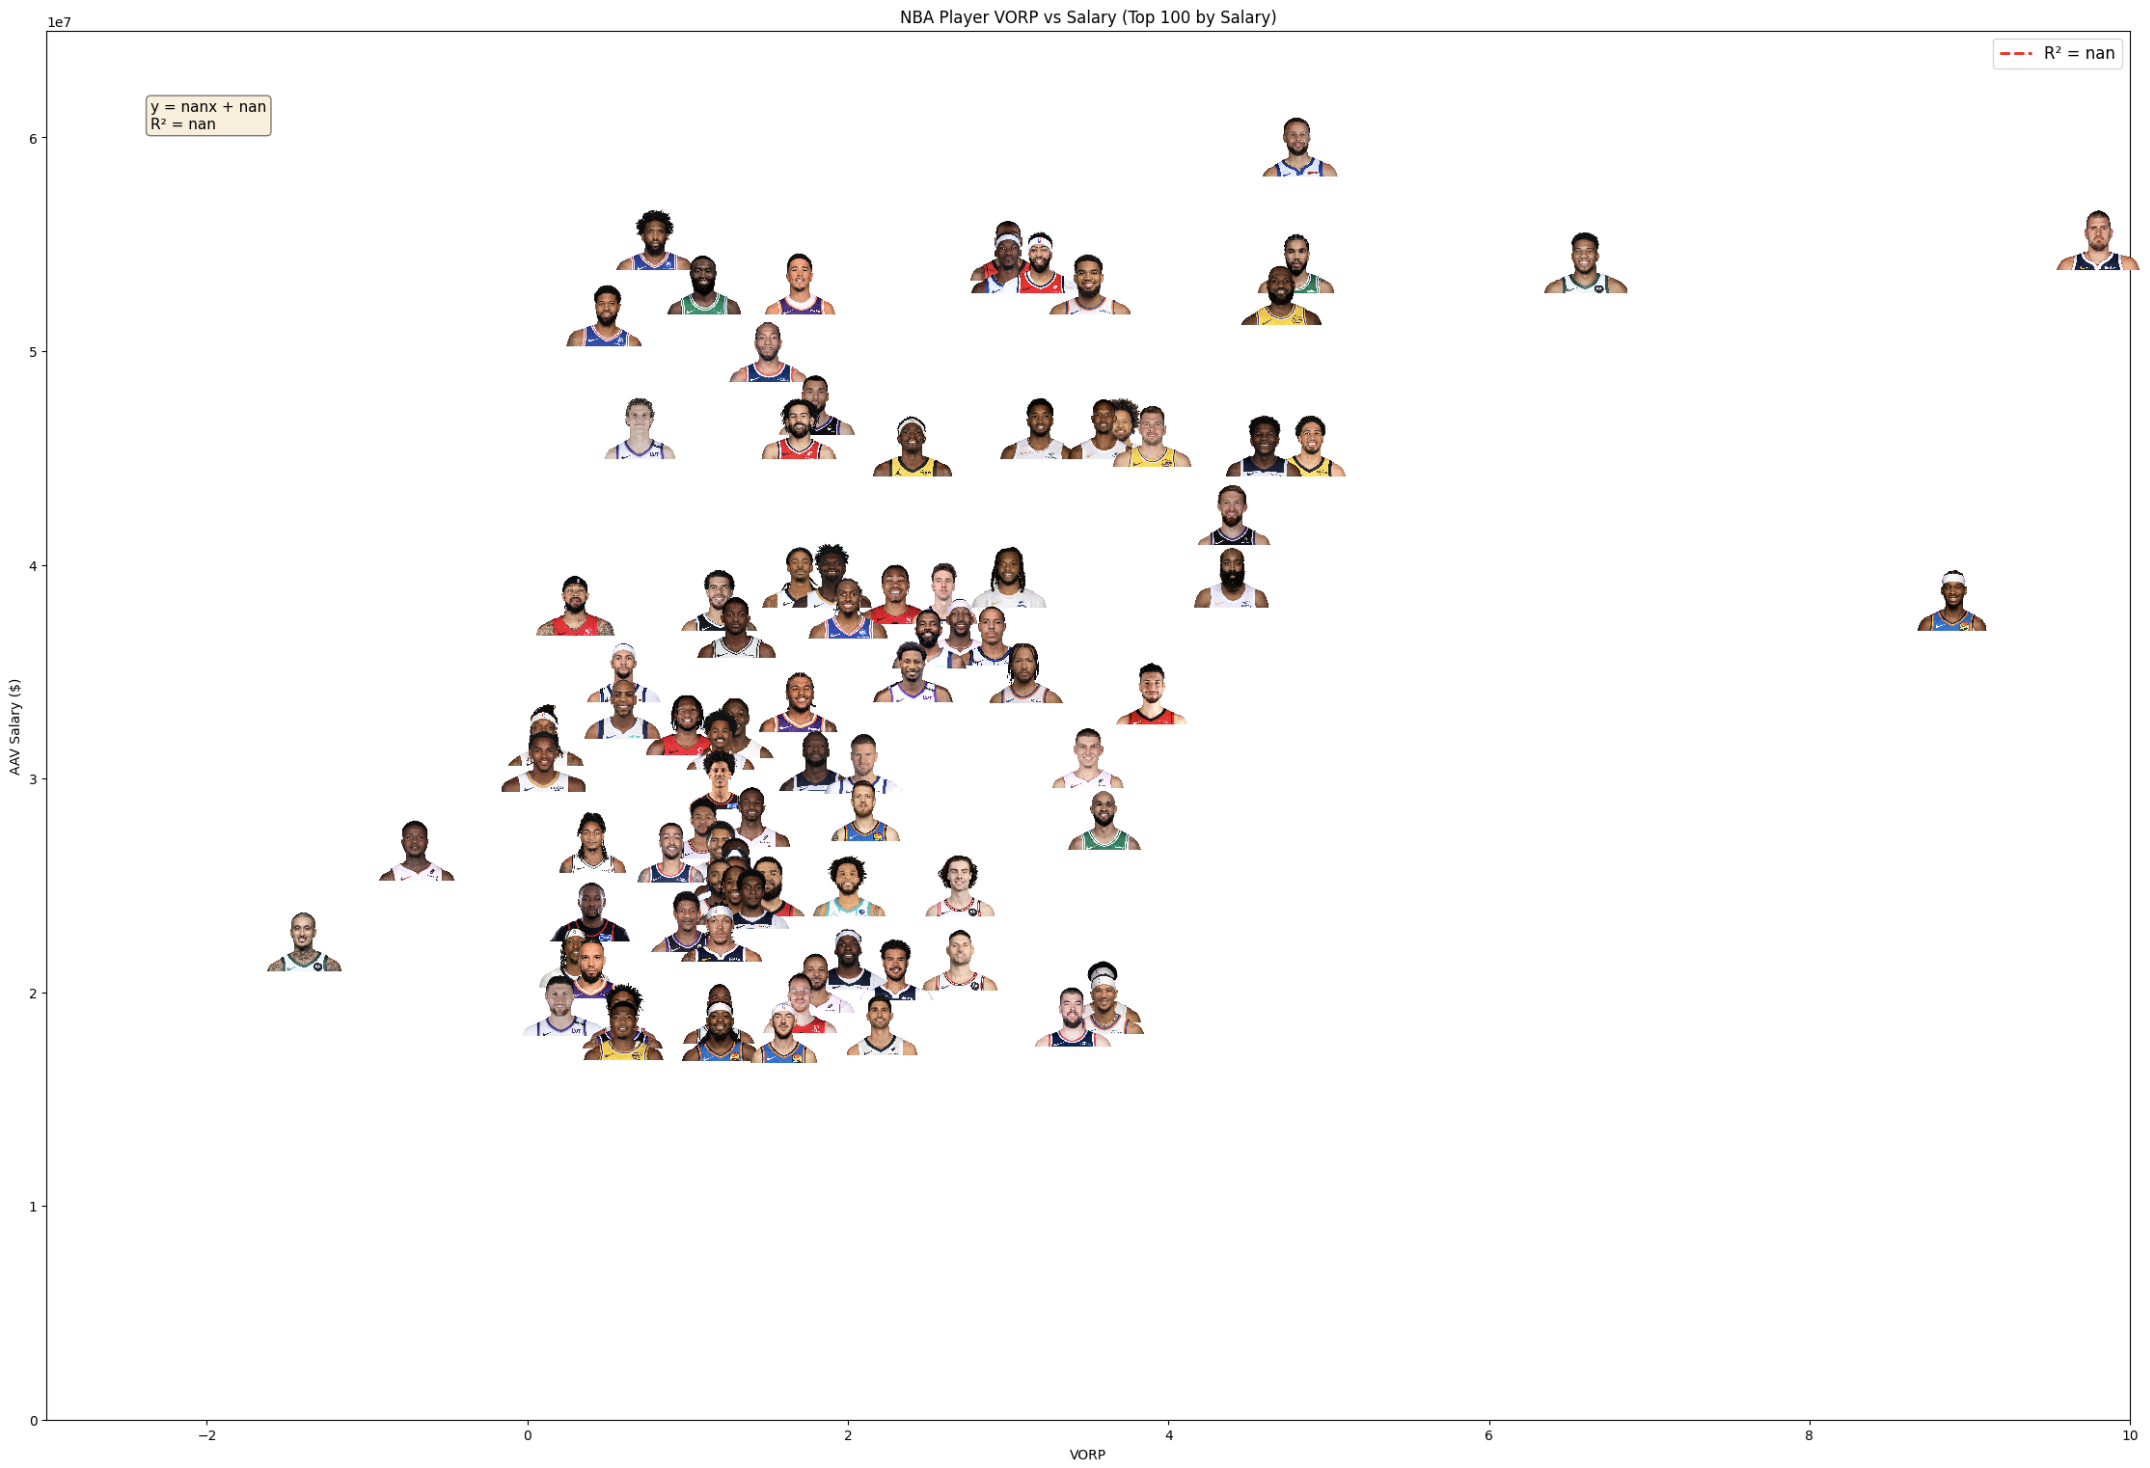 NBA Player VORP vs Salary (Top 100 by Salary)
1e7
R² = nan
y = nanx + nan
R² = nan
6
5
4
3
2
1
0
AAV Salary ($)
−2
0
2
4
6
8
10
VORP